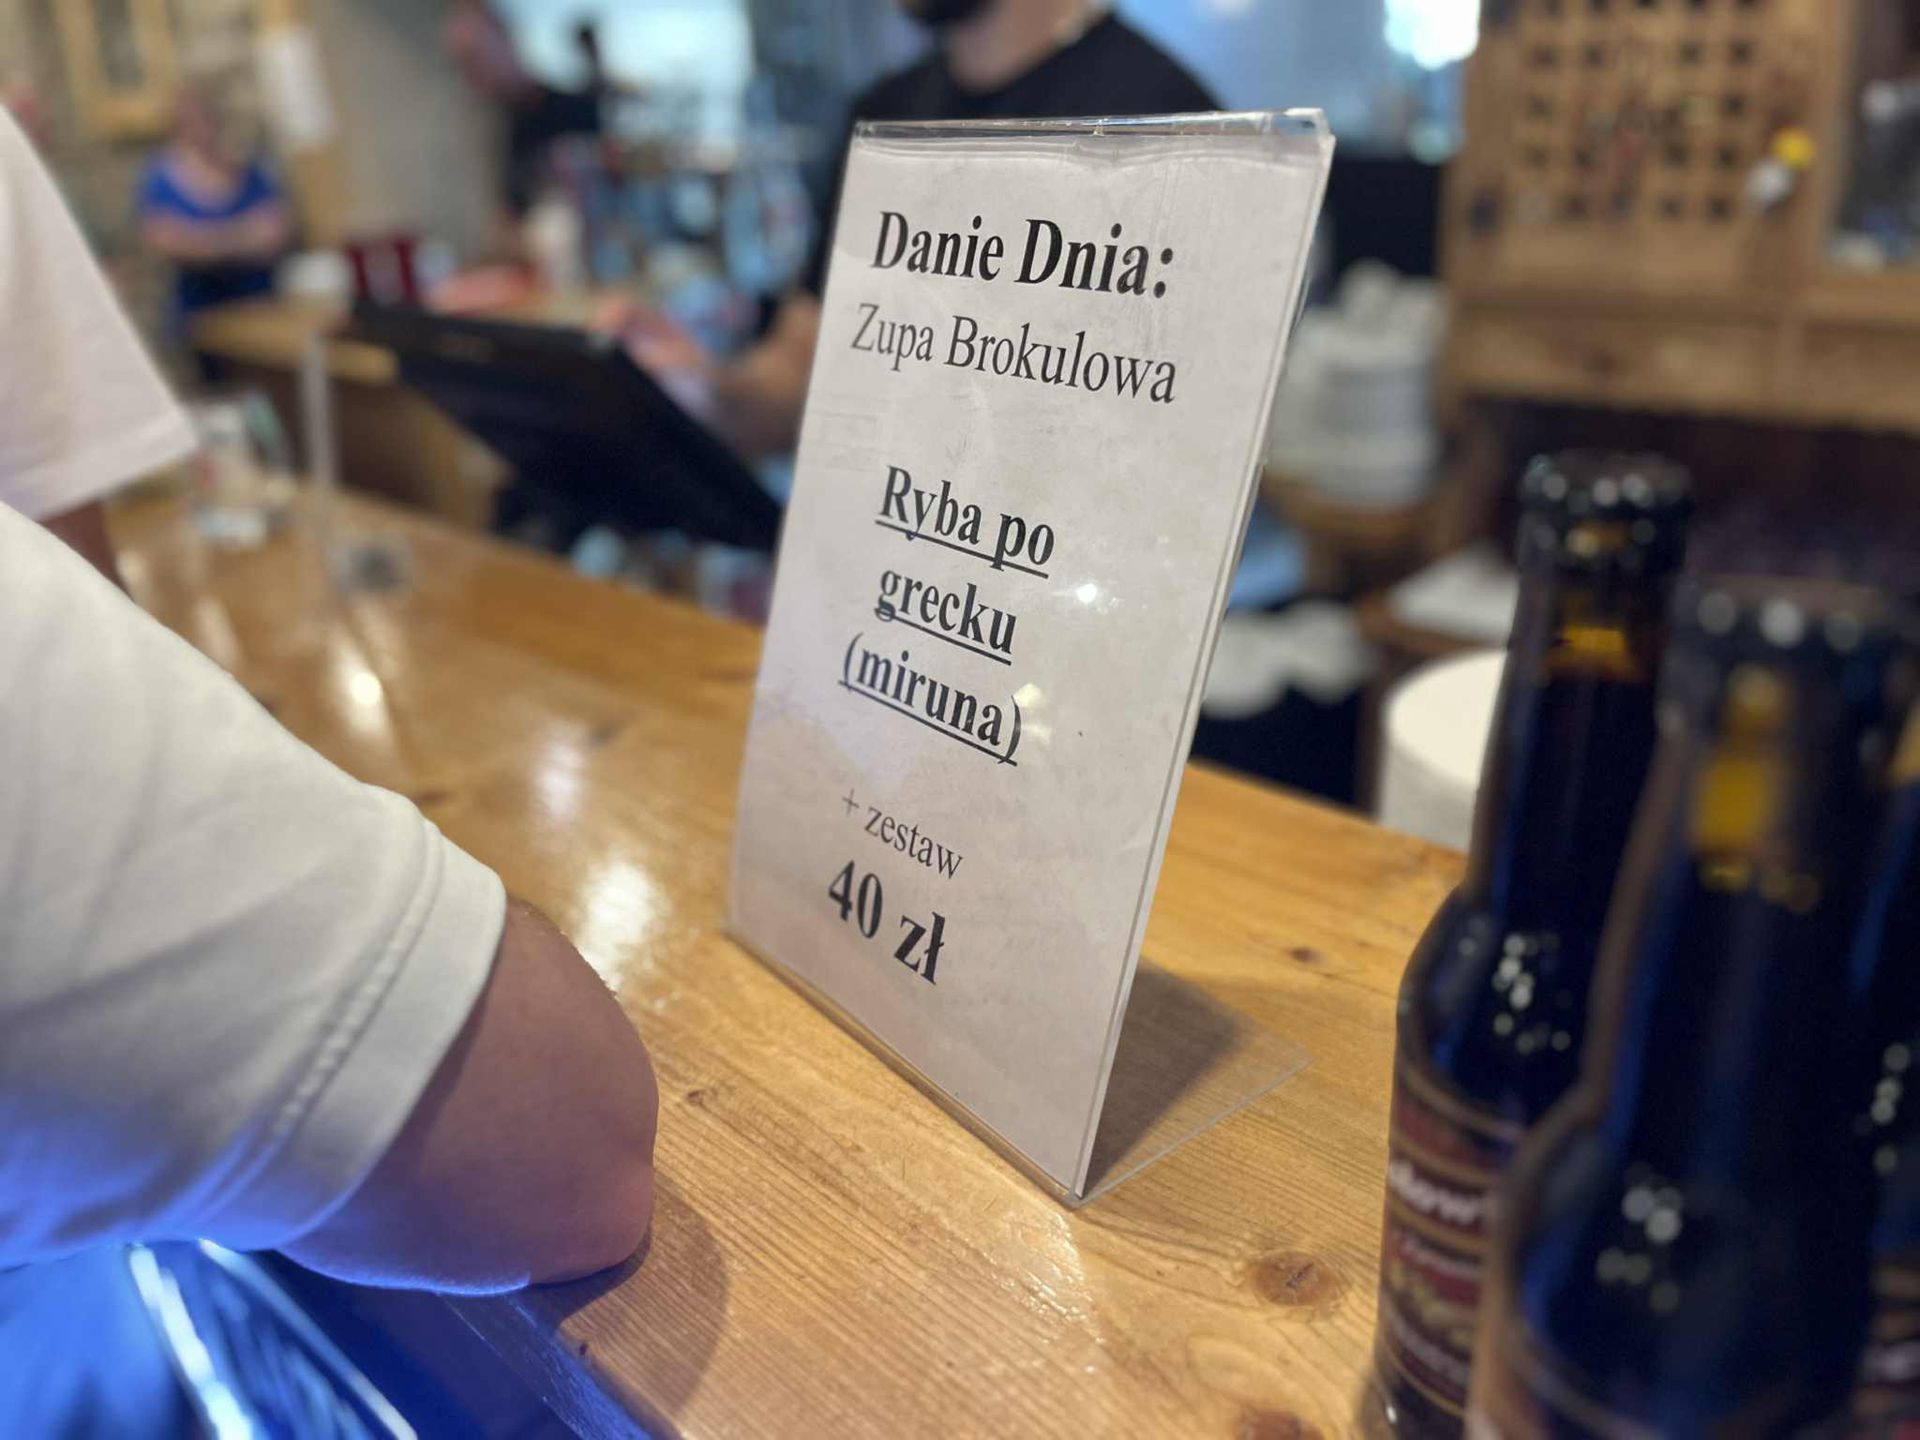 Danie Dnia:
Zupa Brokulowa
Ryba po
grecku
(miruna)
+ zestaw
40 zł